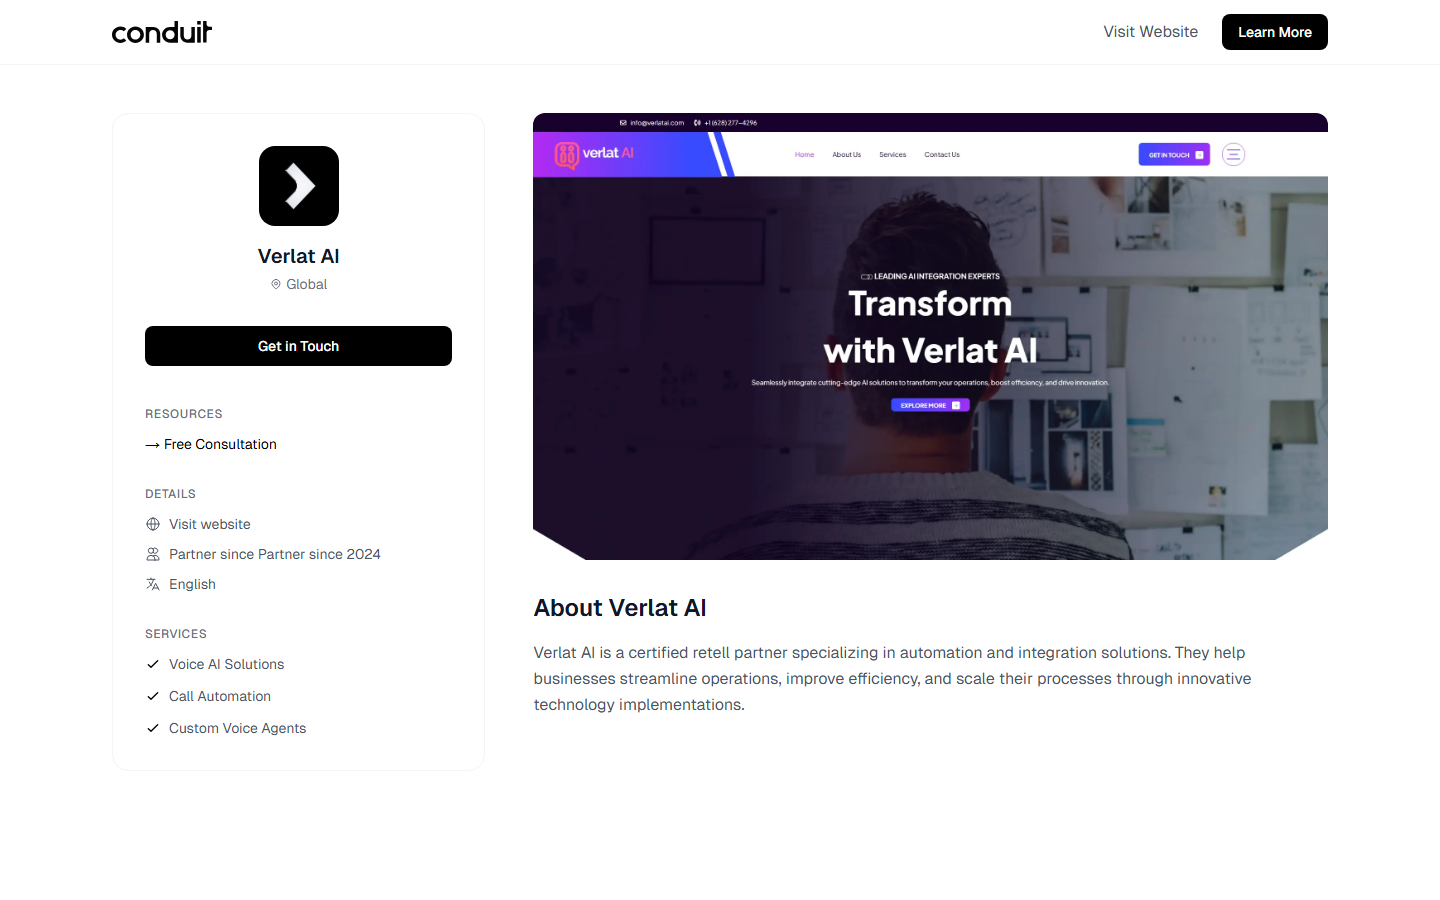 conduit
Visit Website
Learn More
Verlat AI
Global
Get in Touch
RESOURCES
→ Free Consultation
DETAILS
Visit website
Partner since Partner since 2024
English
SERVICES
Voice AI Solutions
Call Automation
Custom Voice Agents
info@verlatai.com +1 (628) 277-4296
verlat AI
Home About Us Services Contact Us
GET IN TOUCH
LEADING AI INTEGRATION EXPERTS
Transform
with Verlat AI
Seamlessly integrate cutting-edge AI solutions to transform your operations, boost efficiency, and drive innovation.
EXPLORE MORE
About Verlat AI
Verlat AI is a certified retell partner specializing in automation and integration solutions. They help
businesses streamline operations, improve efficiency, and scale their processes through innovative
technology implementations.